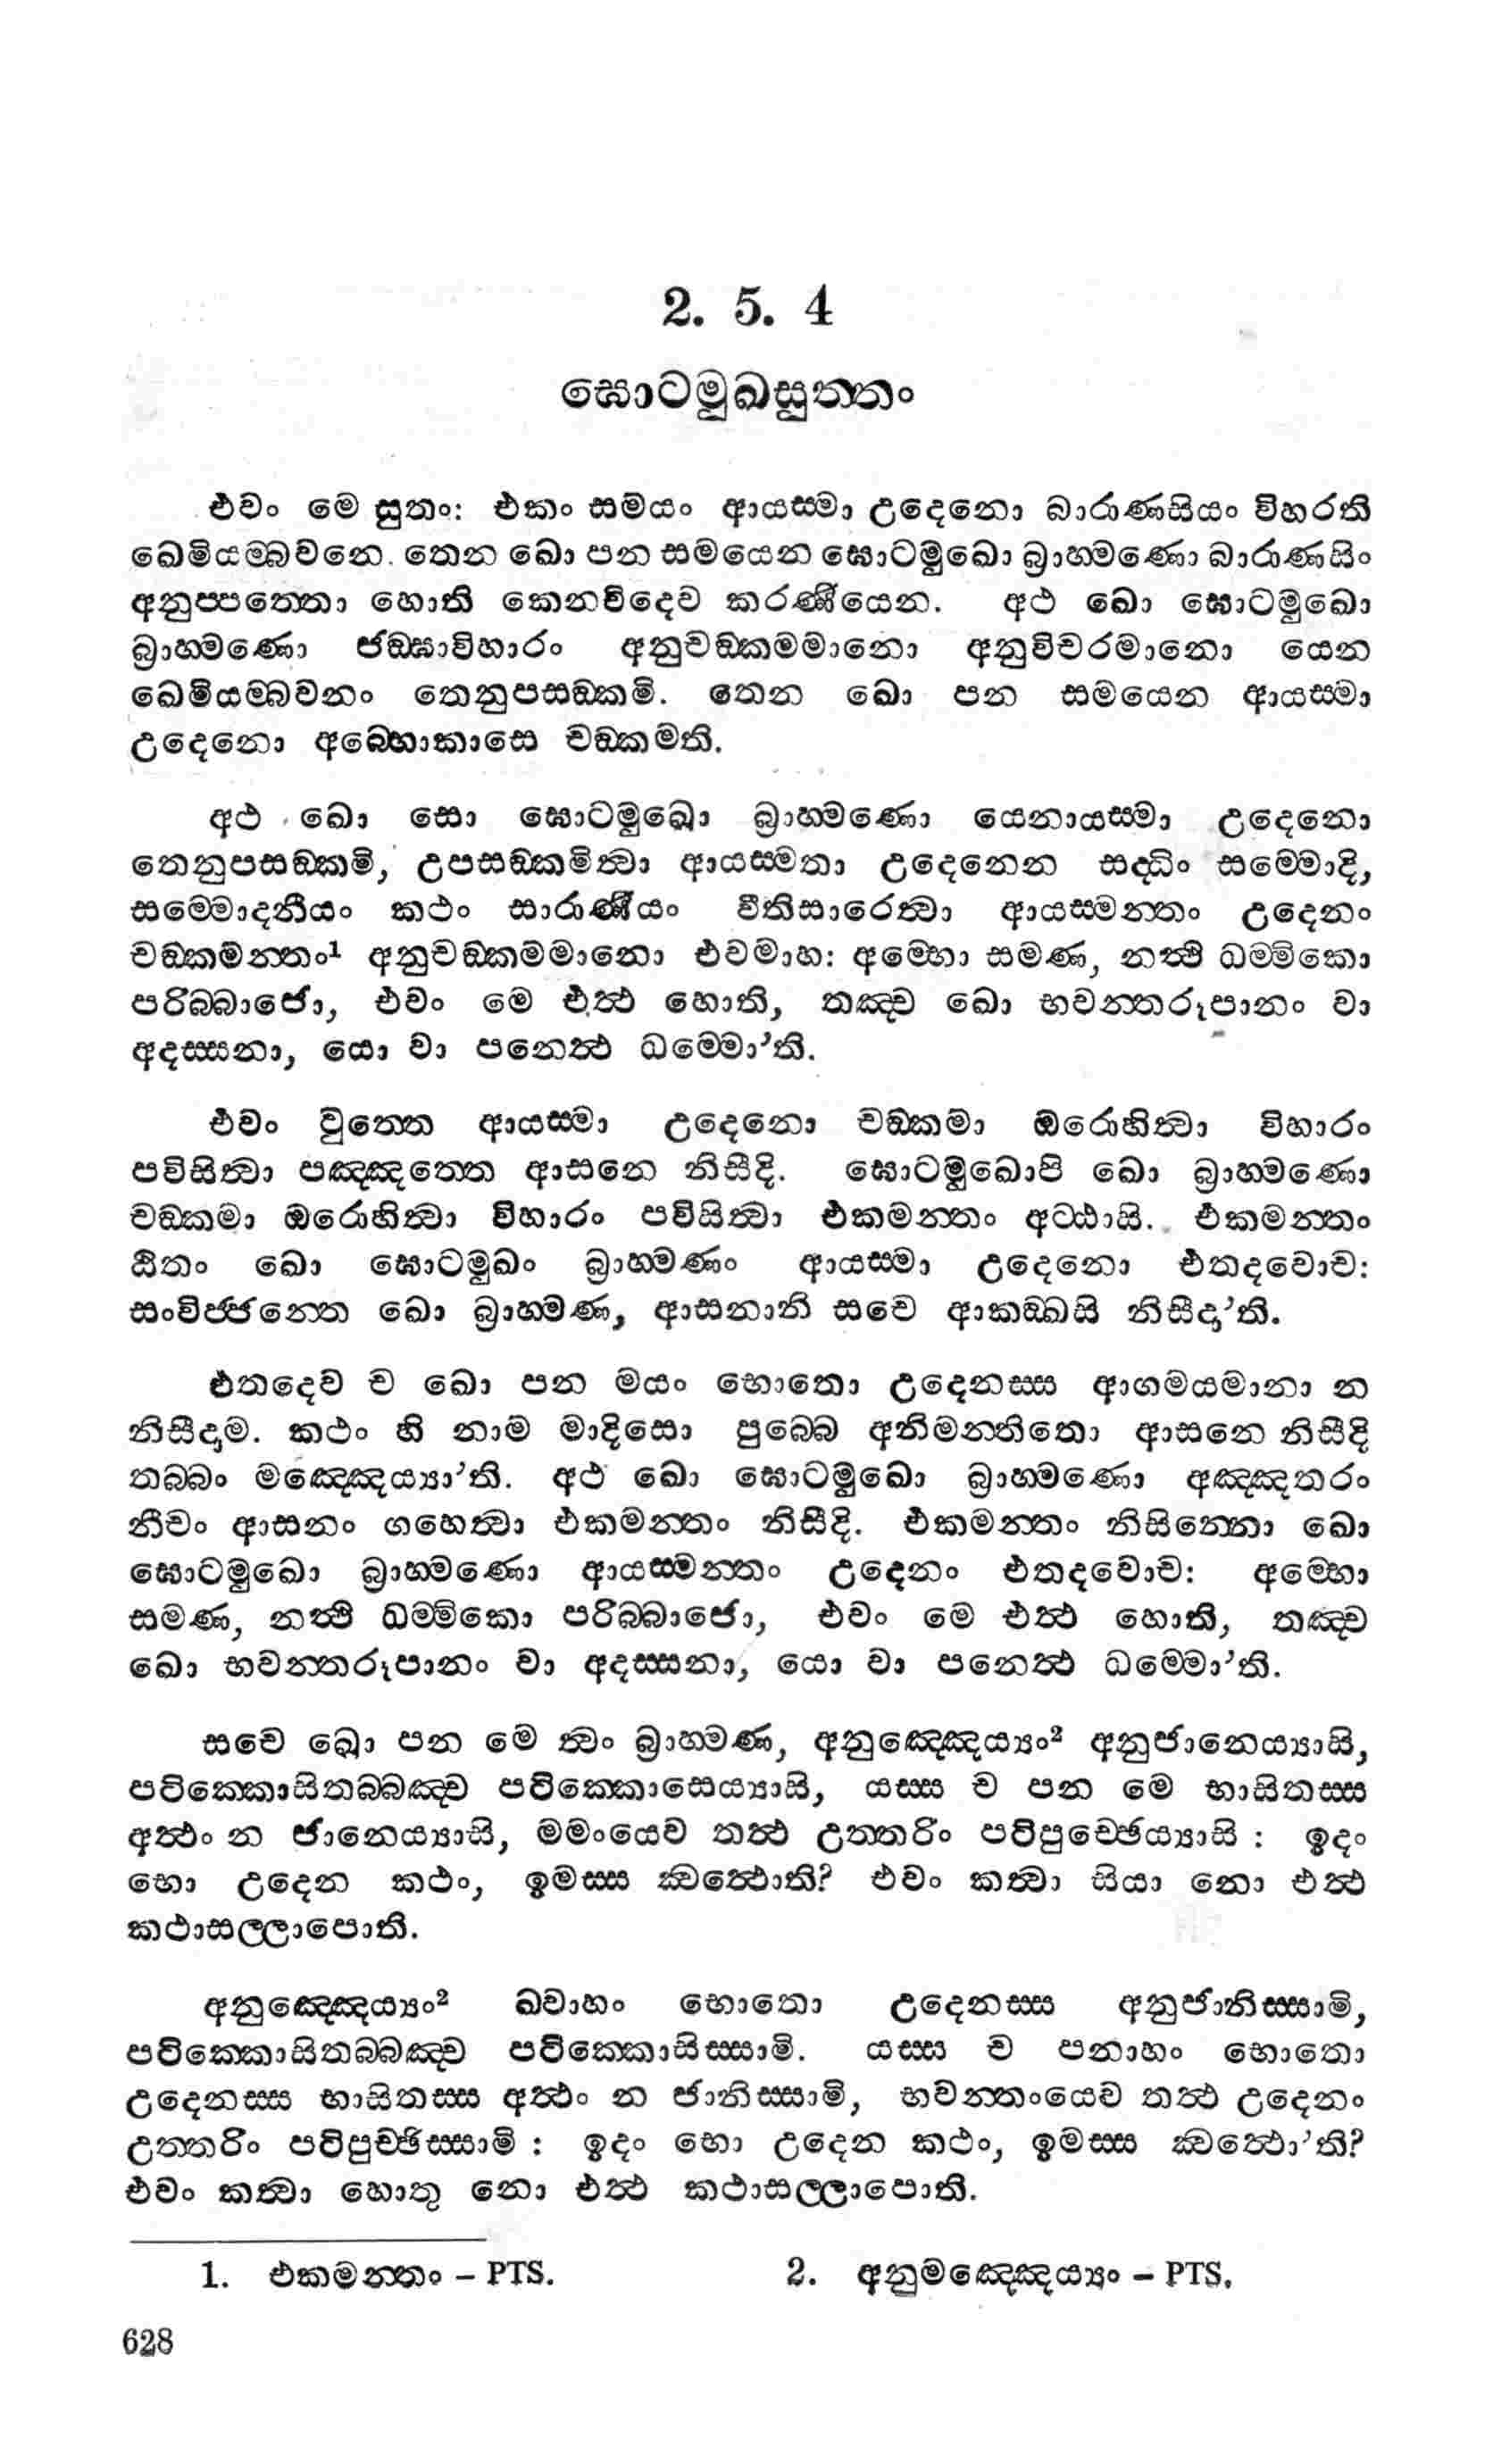 2. 5. 4
ඝොටමුඛසුත්තං
එවං මෙ සුතං: එකං සමයං ආයස්මා උදෙනො බාරාණසියං විහරති
ඛෙමියම්බවනෙ. තෙන ඛො පන සමයෙන ඝොටමුඛො බ්‍රාහ්මණො බාරාණසිං
අනුප්පත්තො හොති කෙනචිදෙව කරණීයෙන. අථ ඛො ඝොටමුඛො
බ්‍රාහ්මණො ජඞ්ඝාවිහාරං අනුචඞ්කමමානො අනුවිචරමානො යෙන
ඛෙමියම්බවනං තෙනුපසඞ්කමි. තෙන ඛො පන සමයෙන ආයස්මා
උදෙනො අබ්භොකාසෙ චඞ්කමති.
අථ ඛො සො ඝොටමුඛො බ්‍රාහ්මණො යෙනායස්මා උදෙනො
තෙනුපසඞ්කමි, උපසඞ්කමිත්වා ආයස්මතා උදෙනෙන සද්ධිං සම්මොදි,
සම්මොදනීයං කථං සාරාණීයං වීතිසාරෙත්වා ආයස්මන්තං උදෙනං
චඞ්කමන්තං¹ අනුචඞ්කමමානො එවමාහ: අම්භො සමණ, නත්ථි ධම්මිකො
පරිබ්බාජො, එවං මෙ එත්ථ හොති, තඤ්ච ඛො භවන්තරූපානං වා
අදස්සනා, යො වා පනෙත්ථ ධම්මො’ති.
එවං වුත්තෙ ආයස්මා උදෙනො චඞ්කමා ඔරොහිත්වා විහාරං
පවිසිත්වා පඤ්ඤත්තෙ ආසනෙ නිසීදි. ඝොටමුඛොපි ඛො බ්‍රාහ්මණො
චඞ්කමා ඔරොහිත්වා විහාරං පවිසිත්වා එකමන්තං අට්ඨාසි. එකමන්තං
ඨිතං ඛො ඝොටමුඛං බ්‍රාහ්මණං ආයස්මා උදෙනො එතදවොච:
සංවිජ්ජන්තෙ ඛො බ්‍රාහ්මණ, ආසනානි සචෙ ආකඞ්ඛසි නිසීදා’ති.
එතදෙව ච ඛො පන මයං භොතො උදෙනස්ස ආගමයමානා න
නිසීදාම. කථං හි නාම මාදිසො පුබ්බෙ අනිමන්තිතො ආසනෙ නිසීදි
තබ්බං මඤ්ඤෙය්‍යා’ති. අථ ඛො ඝොටමුඛො බ්‍රාහ්මණො අඤ්ඤතරං
නීචං ආසනං ගහෙත්වා එකමන්තං නිසීදි. එකමන්තං නිසින්නො ඛො
ඝොටමුඛො බ්‍රාහ්මණො ආයස්මන්තං උදෙනං එතදවොච: අම්භො
සමණ, නත්ථි ධම්මිකො පරිබ්බාජො, එවං මෙ එත්ථ හොති, තඤ්ච
ඛො භවන්තරූපානං වා අදස්සනා, යො වා පනෙත්ථ ධම්මො’ති.
සචෙ ඛො පන මෙ ත්වං බ්‍රාහ්මණ, අනුඤ්ඤෙය්‍යං² අනුජානෙය්‍යාසි,
පටික්කොසිතබ්බඤ්ච පටික්කොසෙය්‍යාසි, යස්ස ච පන මෙ භාසිතස්ස
අත්ථං න ජානෙය්‍යාසි, මමංයෙව තත්ථ උත්තරිං පටිපුච්ඡෙය්‍යාසි : ඉදං
භො උදෙන කථං, ඉමස්ස ක්වත්ථොති? එවං කත්වා සියා නො එත්ථ
කථාසල්ලාපොති.
අනුඤ්ඤෙය්‍යං² ඛවාහං භොතො උදෙනස්ස අනුජානිස්සාමි,
පටික්කොසිතබ්බඤ්ච පටික්කොසිස්සාමි. යස්ස ච පනාහං භොතො
උදෙනස්ස භාසිතස්ස අත්ථං න ජානිස්සාමි, භවන්තංයෙව තත්ථ උදෙනං
උත්තරිං පටිපුච්ඡිස්සාමි : ඉදං භො උදෙන කථං, ඉමස්ස ක්වත්ථො’ති?
එවං කත්වා හොතු නො එත්ථ කථාසල්ලාපොති.
1. එකමන්තං – PTS. 2. අනුමඤ්ඤෙය්‍යං – PTS.
628